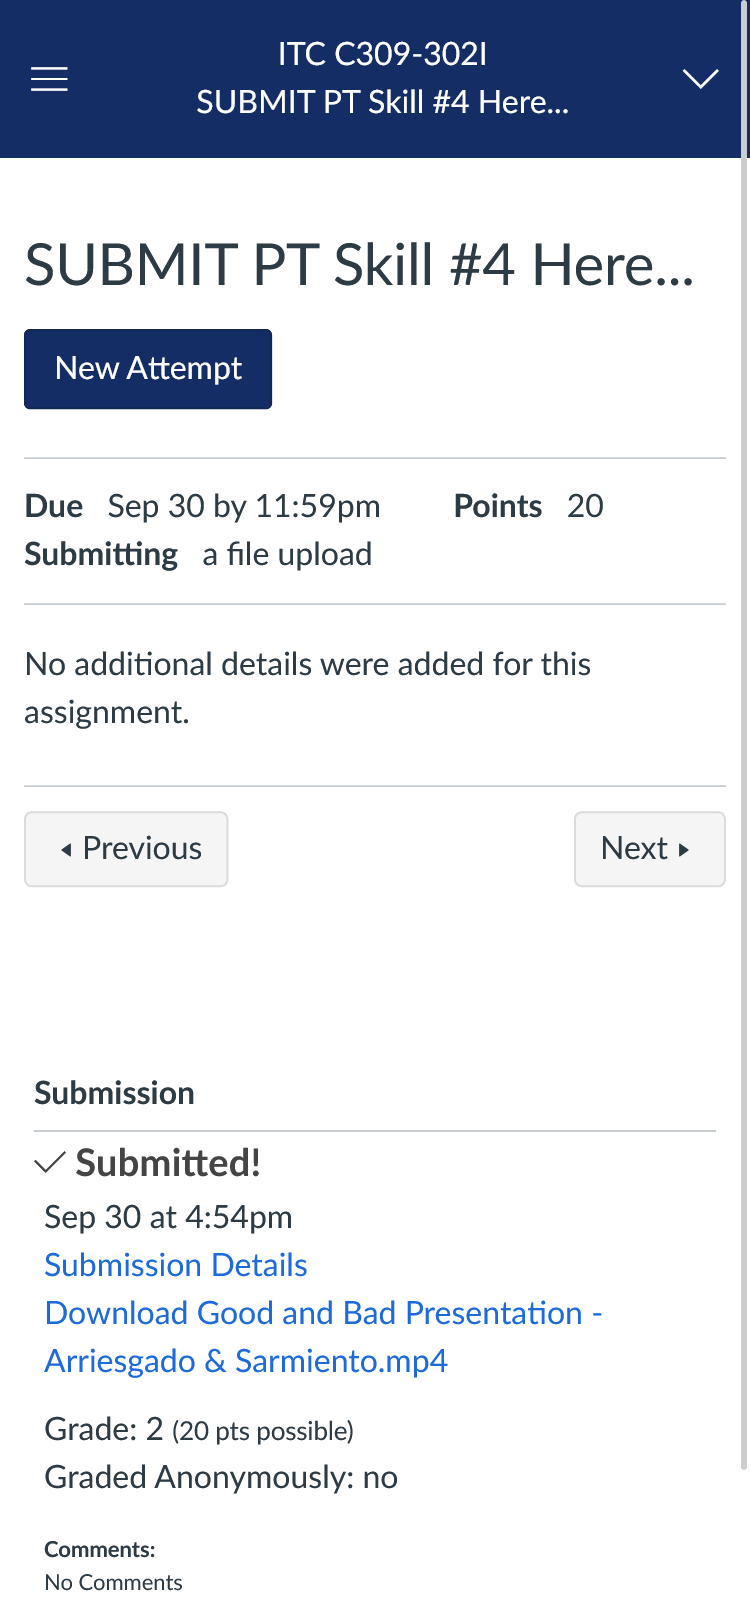 ITC C309-302I
SUBMIT PT Skill #4 Here...
SUBMIT PT Skill #4 Here...
New Attempt
Due Sep 30 by 11:59pm Points 20
Submitting a file upload
No additional details were added for this
assignment.
Previous Next
Submission
Submitted!
Sep 30 at 4:54pm
Submission Details
Download Good and Bad Presentation -
Arriesgado & Sarmiento.mp4
Grade: 2 (20 pts possible)
Graded Anonymously: no
Comments:
No Comments